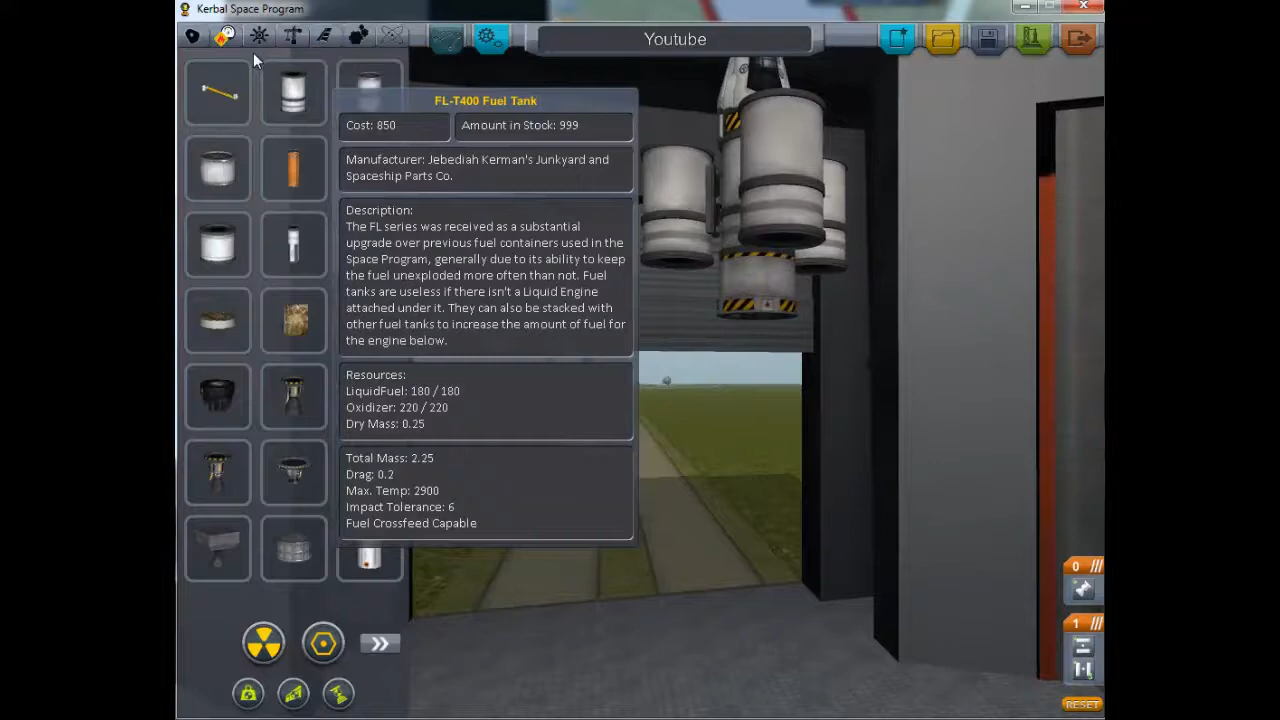 Kerbal Space Program
Youtube
FL-T400 Fuel Tank
Cost: 850
Amount in Stock: 999
Manufacturer: Jebediah Kerman's Junkyard and
Spaceship Parts Co.
Description:
The FL series was received as a substantial
upgrade over previous fuel containers used in the
Space Program, generally due to its ability to keep
the fuel unexploded more often than not. Fuel
tanks are useless if there isn't a Liquid Engine
attached under it. They can also be stacked with
other fuel tanks to increase the amount of fuel for
the engine below.
Resources:
LiquidFuel: 180 / 180
Oxidizer: 220 / 220
Dry Mass: 0.25
Total Mass: 2.25
Drag: 0.2
Max. Temp: 2900
Impact Tolerance: 6
Fuel Crossfeed Capable
0
1
RESET